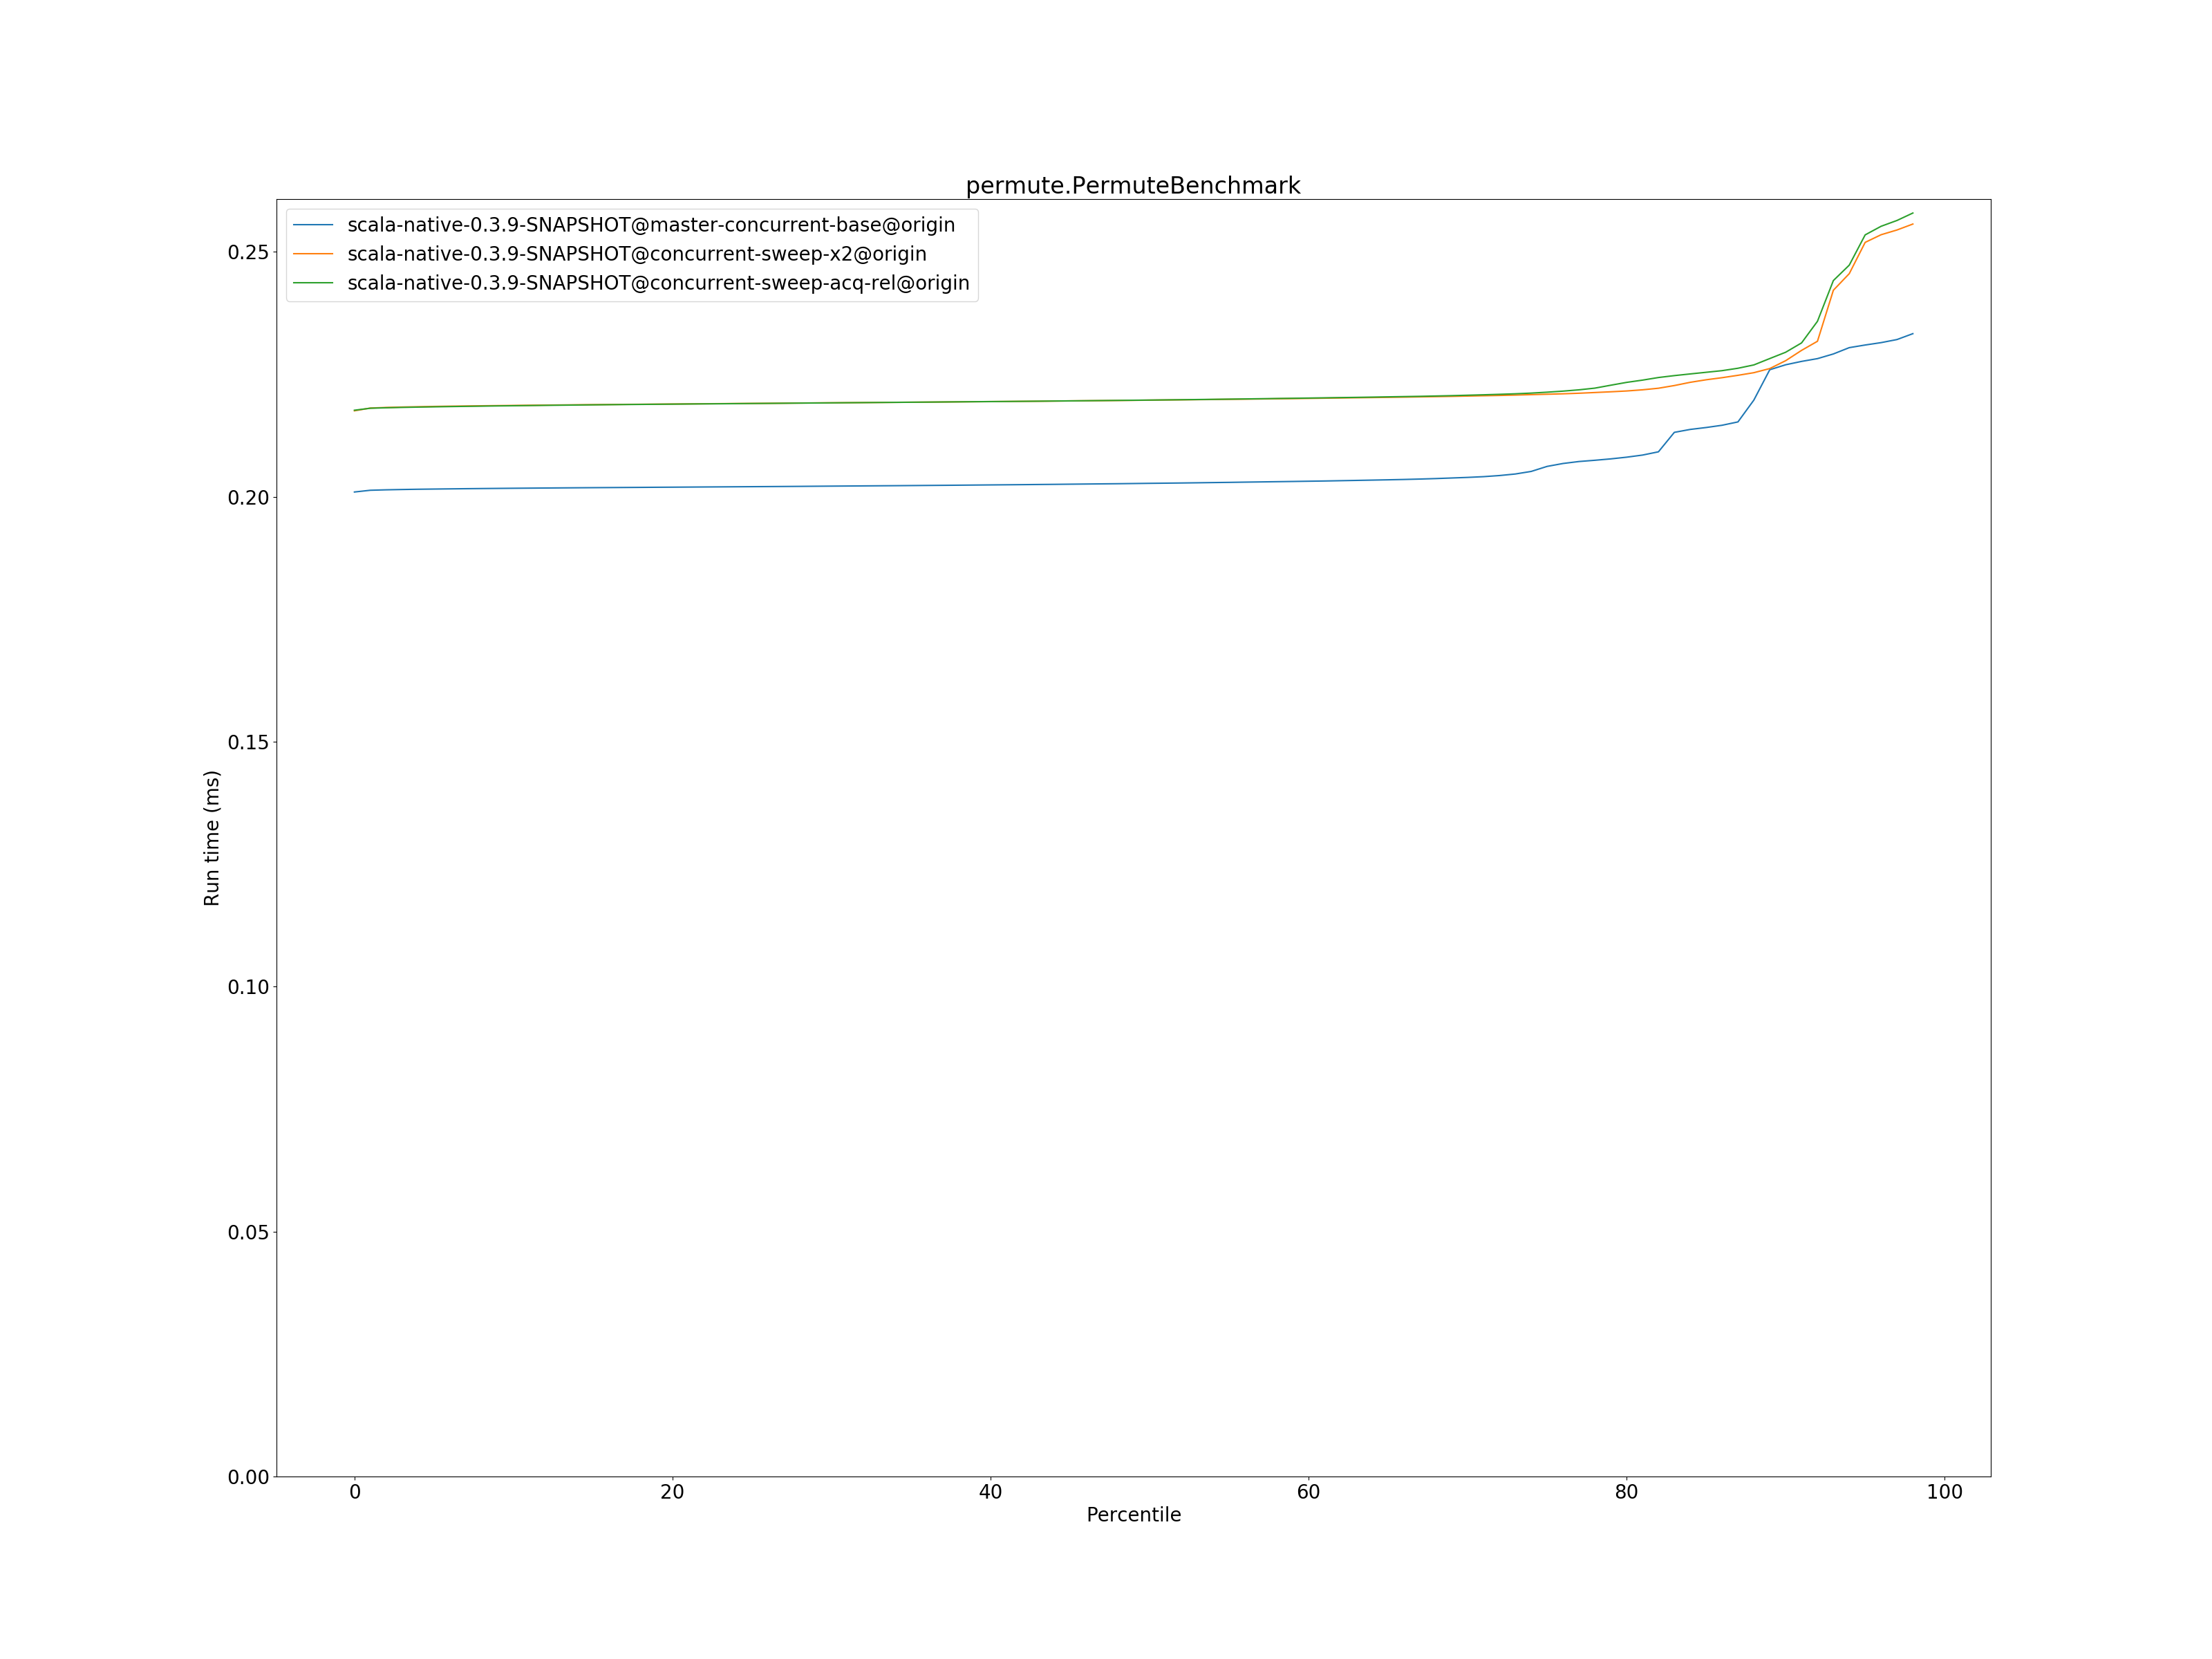 permute.PermuteBenchmark
scala-native-0.3.9-SNAPSHOT@master-concurrent-base@origin
scala-native-0.3.9-SNAPSHOT@concurrent-sweep-x2@origin
scala-native-0.3.9-SNAPSHOT@concurrent-sweep-acq-rel@origin
0.25
0.20
0.15
0.10
0.05
0.00
Run time (ms)
0 20 40 60 80 100
Percentile